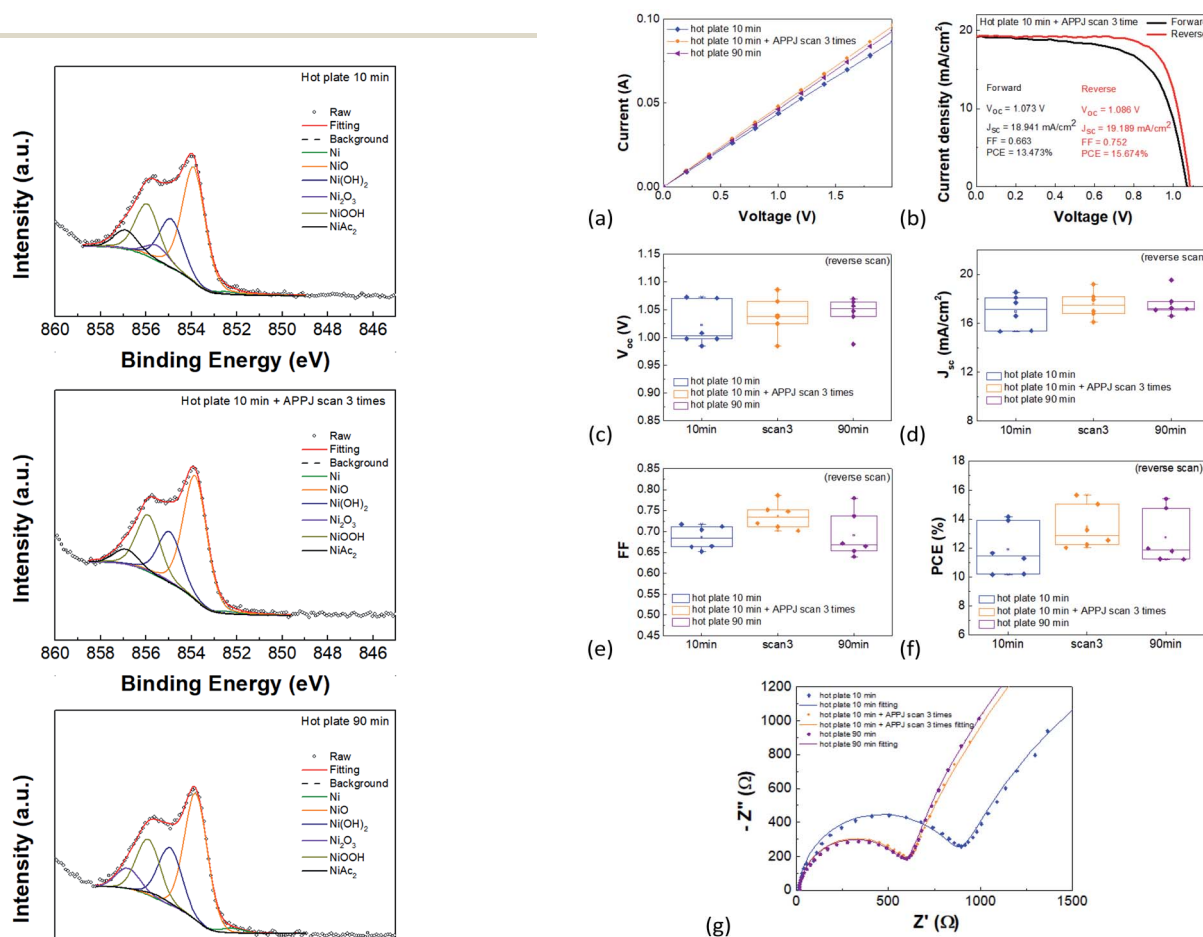 Hot plate 10 min
Raw
Fitting
Background
Ni
NiO
Ni(OH)₂
Ni₂O₃
NiOOH
NiAc₂
Intensity (a.u.)
860 858 856 854 852 850 848 846
Binding Energy (eV)
Hot plate 10 min + APPJ scan 3 times
Raw
Fitting
Background
Ni
NiO
Ni(OH)₂
Ni₂O₃
NiOOH
NiAc₂
Intensity (a.u.)
860 858 856 854 852 850 848 846
Binding Energy (eV)
Hot plate 90 min
Raw
Fitting
Background
Ni
NiO
Ni(OH)₂
Ni₂O₃
NiOOH
NiAc₂
Intensity (a.u.)
0.10
0.05
0.00
Current (A)
hot plate 10 min
hot plate 10 min + APPJ scan 3 times
hot plate 90 min
0.0 0.5 1.0 1.5
Voltage (V)
(a)
20
10
0
Current density (mA/cm²)
Hot plate 10 min + APPJ scan 3 time
Forward
Reverse
Forward
V_oc = 1.073 V
J_sc = 18.941 mA/cm²
FF = 0.663
PCE = 13.473%
Reverse
V_oc = 1.086 V
J_sc = 19.189 mA/cm²
FF = 0.752
PCE = 15.674%
0.0 0.2 0.4 0.6 0.8 1.0
Voltage (V)
(b)
(reverse scan)
1.15
1.10
1.05
1.00
0.95
0.90
0.85
V_oc (V)
hot plate 10 min
hot plate 10 min + APPJ scan 3 times
hot plate 90 min
10min scan3 90min
(c)
(reverse scan)
20
16
12
8
J_sc (mA/cm²)
hot plate 10 min
hot plate 10 min + APPJ scan 3 times
hot plate 90 min
10min scan3 90min
(d)
(reverse scan)
0.85
0.80
0.75
0.70
0.65
0.60
0.55
0.50
0.45
FF
hot plate 10 min
hot plate 10 min + APPJ scan 3 times
hot plate 90 min
10min scan3 90min
(e)
(reverse scan)
18
16
14
12
10
8
6
PCE (%)
hot plate 10 min
hot plate 10 min + APPJ scan 3 times
hot plate 90 min
10min scan3 90min
(f)
1200
1000
800
600
400
200
0
- Z'' (Ω)
hot plate 10 min
hot plate 10 min fitting
hot plate 10 min + APPJ scan 3 times
hot plate 10 min + APPJ scan 3 times fitting
hot plate 90 min
hot plate 90 min fitting
0 500 1000 1500
Z' (Ω)
(g)